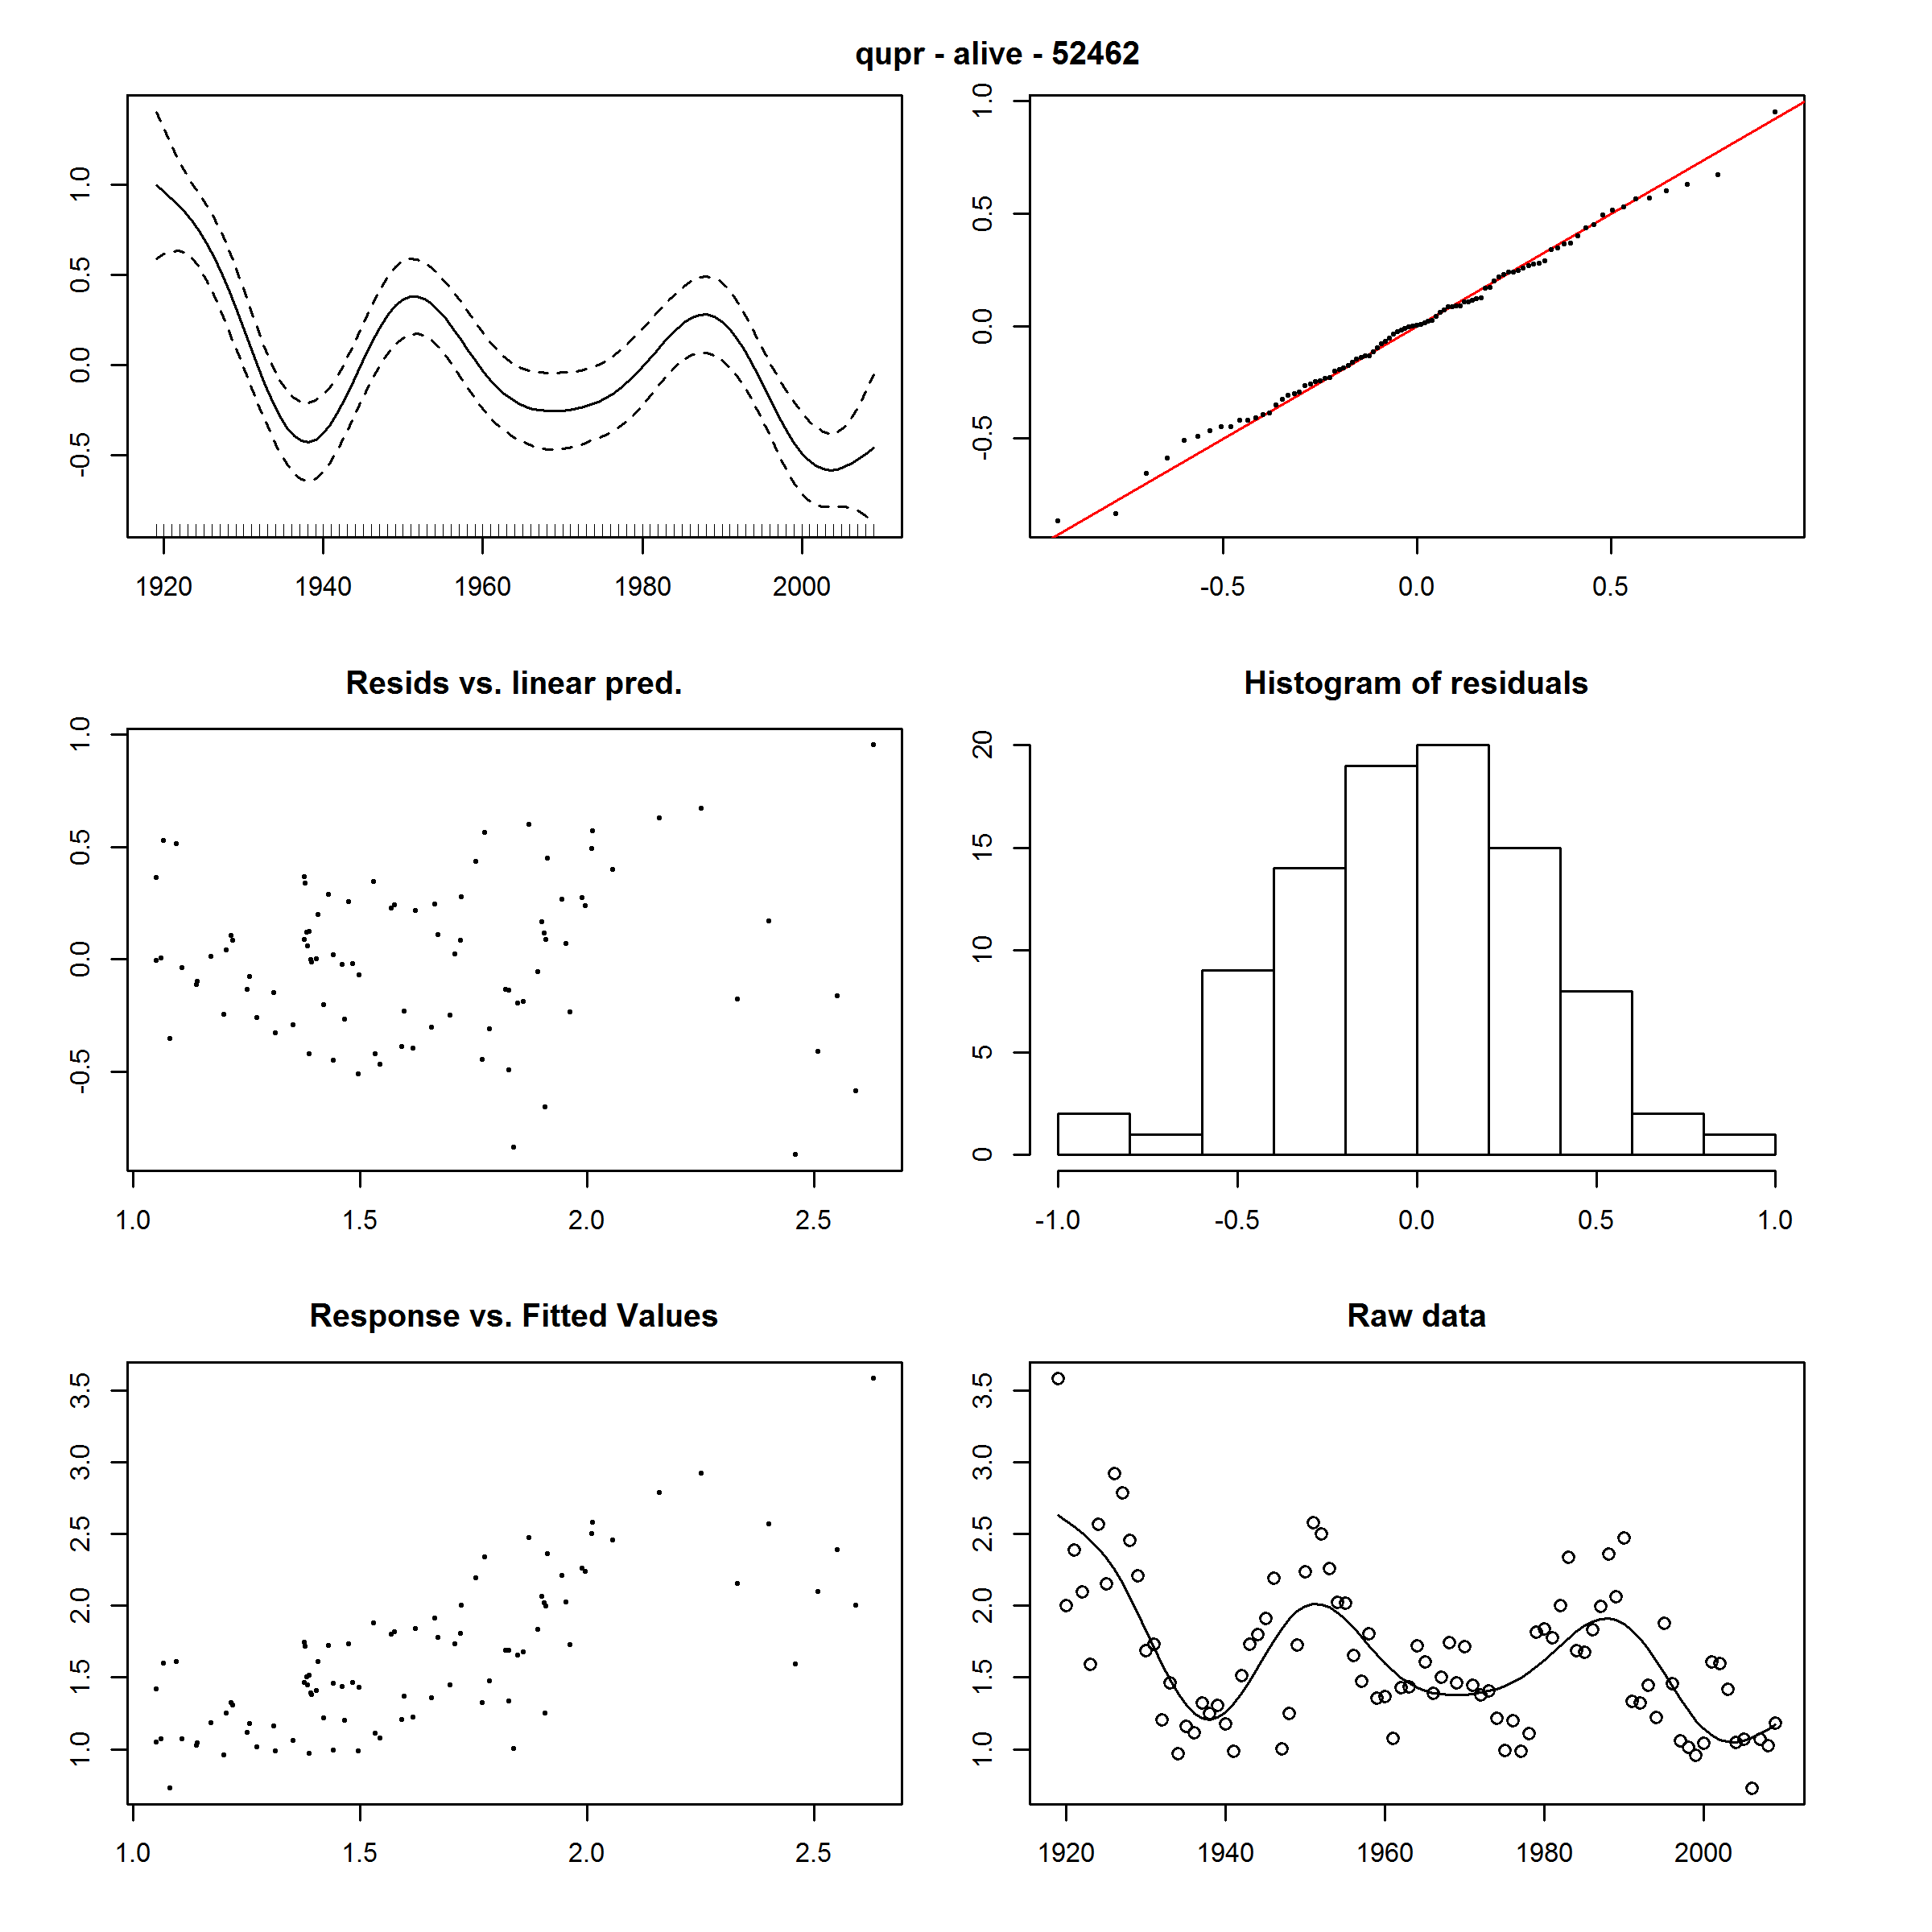 qupr - alive - 52462
1.0
0.5
0.0
-0.5
1920 1940 1960 1980 2000
1.0
0.5
0.0
-0.5
-0.5 0.0 0.5
Resids vs. linear pred.
1.0
0.5
0.0
-0.5
1.0 1.5 2.0 2.5
Histogram of residuals
20
15
10
5
0
-1.0 -0.5 0.0 0.5 1.0
Response vs. Fitted Values
3.5
3.0
2.5
2.0
1.5
1.0
1.0 1.5 2.0 2.5
Raw data
3.5
3.0
2.5
2.0
1.5
1.0
1920 1940 1960 1980 2000